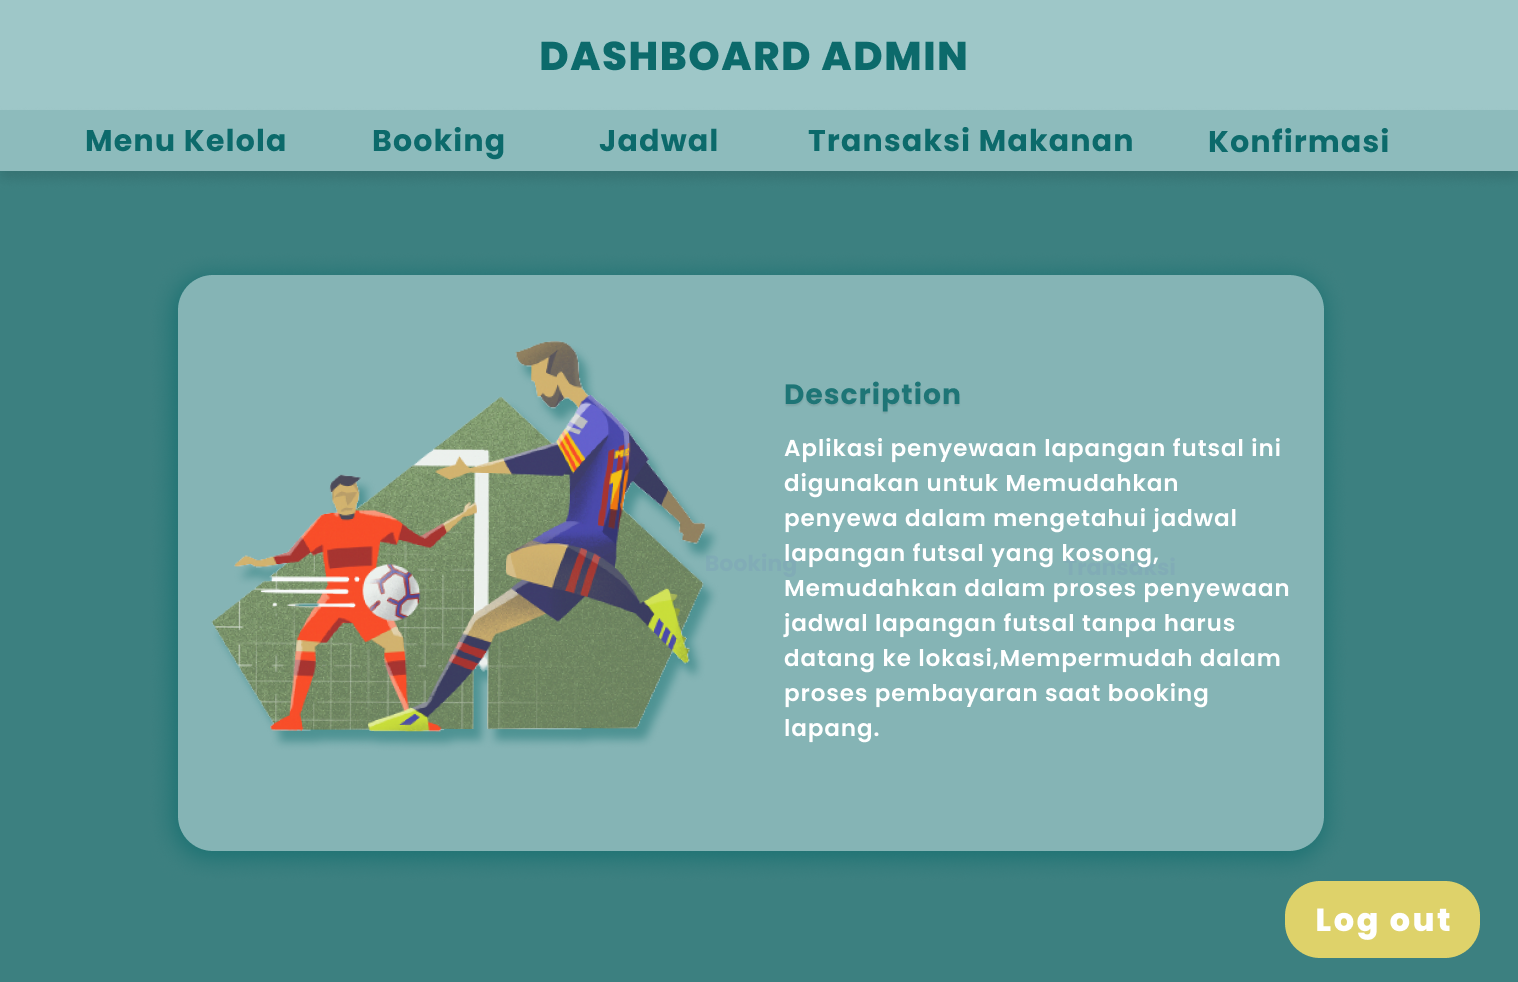 DASHBOARD ADMIN
Menu Kelola Booking Jadwal Transaksi Makanan Konfirmasi
Description
Aplikasi penyewaan lapangan futsal ini
digunakan untuk Memudahkan
penyewa dalam mengetahui jadwal
lapangan futsal yang kosong,
Booking Transaksi
Memudahkan dalam proses penyewaan
jadwal lapangan futsal tanpa harus
datang ke lokasi,Mempermudah dalam
proses pembayaran saat booking
lapang.
Log out